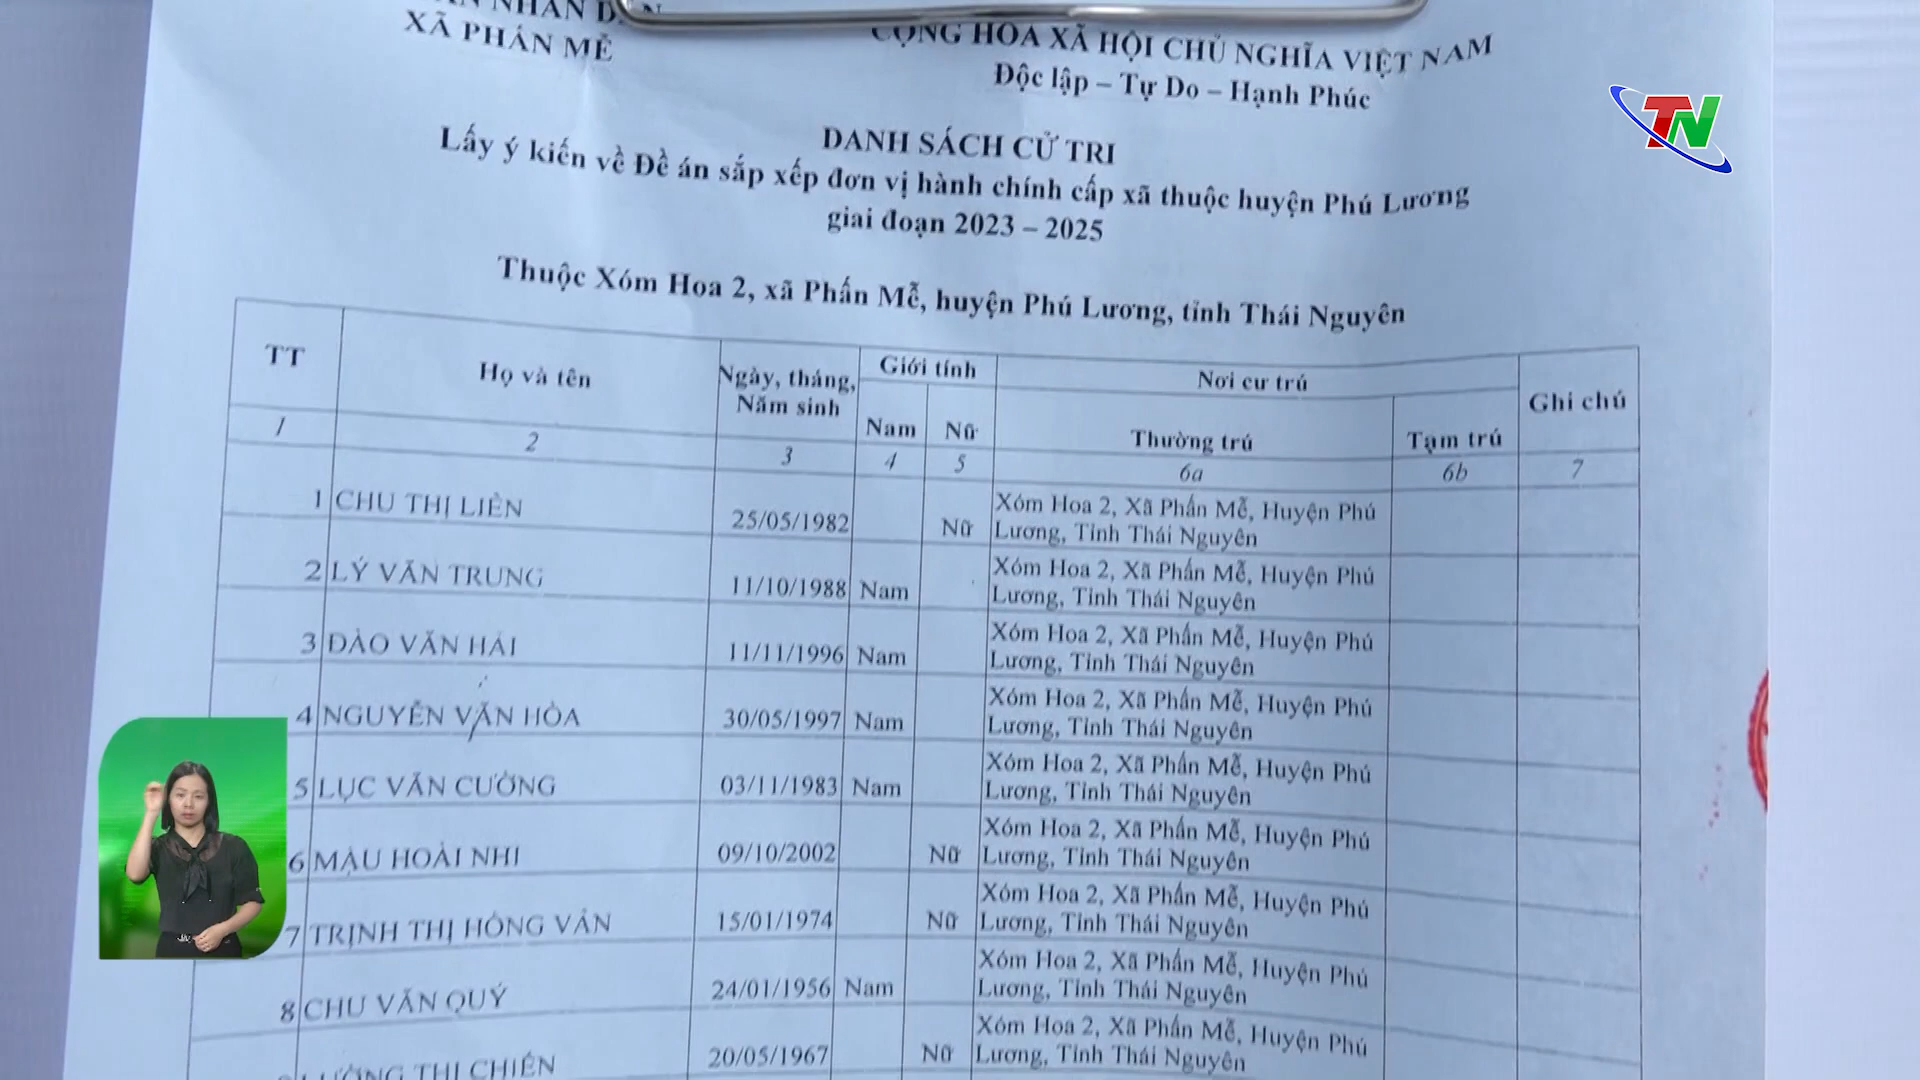 XÃ PHẤN MỄ
CỘNG HÒA XÃ HỘI CHỦ NGHĨA VIỆT NAM
Độc lập – Tự Do – Hạnh Phúc
TN
DANH SÁCH CỬ TRI
Lấy ý kiến về Đề án sắp xếp đơn vị hành chính cấp xã thuộc huyện Phú Lương
giai đoạn 2023 – 2025
Thuộc Xóm Hoa 2, xã Phấn Mễ, huyện Phú Lương, tỉnh Thái Nguyên
TT Họ và tên Ngày, tháng, Năm sinh Giới tính Nơi cư trú Ghi chú
Nam Nữ Thường trú Tạm trú
1 2 3 4 5 6a 6b 7
1 CHU THỊ LIÊN 25/05/1982 Nữ Xóm Hoa 2, Xã Phấn Mễ, Huyện Phú
Lương, Tỉnh Thái Nguyên
2 LÝ VĂN TRUNG 11/10/1988 Nam Xóm Hoa 2, Xã Phấn Mễ, Huyện Phú
Lương, Tỉnh Thái Nguyên
3 ĐÀO VĂN HẢI 11/11/1996 Nam Xóm Hoa 2, Xã Phấn Mễ, Huyện Phú
Lương, Tỉnh Thái Nguyên
4 NGUYỄN VĂN HÒA 30/05/1997 Nam Xóm Hoa 2, Xã Phấn Mễ, Huyện Phú
Lương, Tỉnh Thái Nguyên
5 LỤC VĂN CƯỜNG 03/11/1983 Nam Xóm Hoa 2, Xã Phấn Mễ, Huyện Phú
Lương, Tỉnh Thái Nguyên
6 MẬU HOÀI NHI 09/10/2002 Nữ Xóm Hoa 2, Xã Phấn Mễ, Huyện Phú
Lương, Tỉnh Thái Nguyên
7 TRỊNH THỊ HỒNG VÂN 15/01/1974 Nữ Xóm Hoa 2, Xã Phấn Mễ, Huyện Phú
Lương, Tỉnh Thái Nguyên
8 CHU VĂN QUÝ 24/01/1956 Nam Xóm Hoa 2, Xã Phấn Mễ, Huyện Phú
Lương, Tỉnh Thái Nguyên
THỊ CHIẾN 20/05/1967 Nữ Xóm Hoa 2, Xã Phấn Mễ, Huyện Phú
Lương, Tỉnh Thái Nguyên